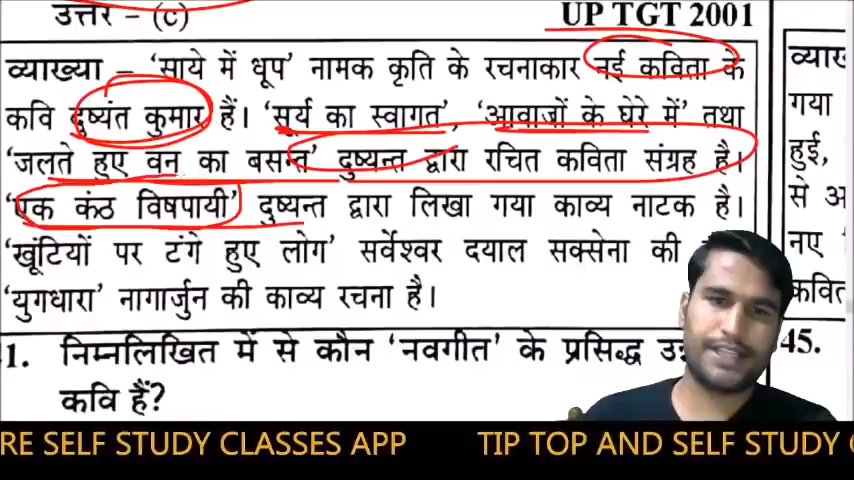 उत्तर – (c)
UP TGT 2001
व्याख्या – 'साये में धूप' नामक कृति के रचनाकार नई कविता के
कवि दुष्यंत कुमार हैं। 'सूर्य का स्वागत', 'आवाजों के घेरे में' तथा
'जलते हुए वन का बसन्त' दुष्यन्त द्वारा रचित कविता संग्रह है।
'एक कंठ विषपायी' दुष्यन्त द्वारा लिखा गया काव्य नाटक है।
'खूंटियों पर टंगे हुए लोग' सर्वेश्वर दयाल सक्सेना की
'युगधारा' नागार्जुन की काव्य रचना है।
1. निम्नलिखित में से कौन 'नवगीत' के प्रसिद्ध
कवि हैं?
गया
हुई,
से
नए
45.
RE SELF STUDY CLASSES APP TIP TOP AND SELF STUDY